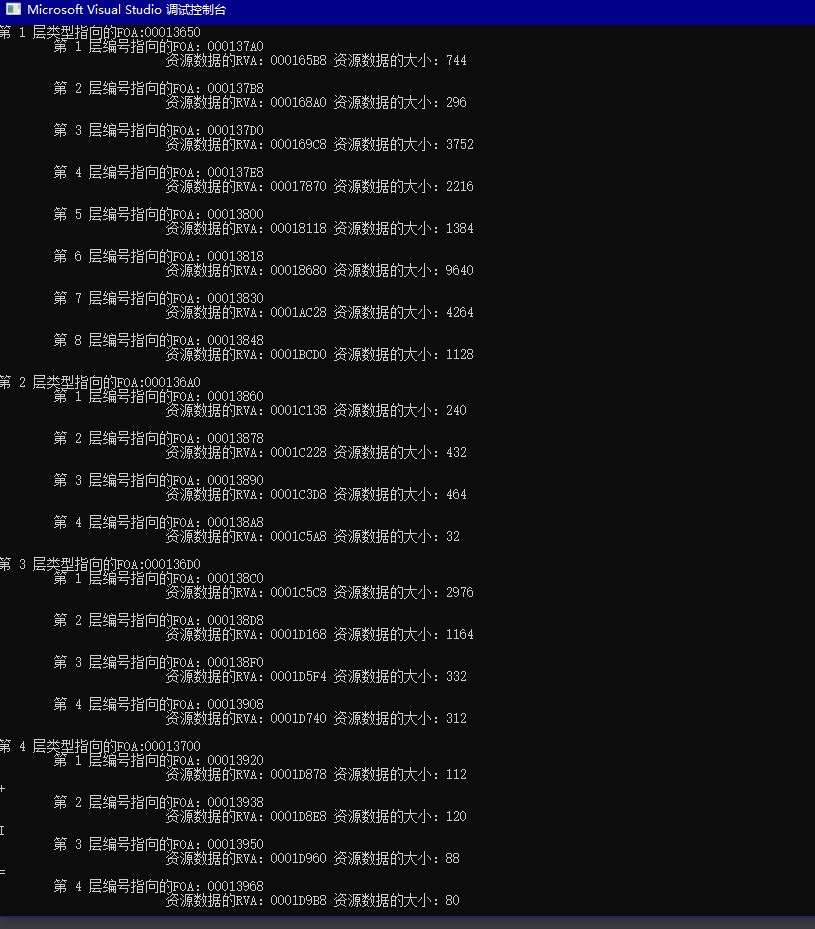 Microsoft Visual Studio 调试控制台
第 1 层类型指向的FOA:00013650
第 1 层编号指向的FOA: 000137A0
资源数据的RVA: 000165B8 资源数据的大小: 744
第 2 层编号指向的FOA: 000137B8
资源数据的RVA: 000168A0 资源数据的大小: 296
第 3 层编号指向的FOA: 000137D0
资源数据的RVA: 000169C8 资源数据的大小: 3752
第 4 层编号指向的FOA: 000137E8
资源数据的RVA: 00017870 资源数据的大小: 2216
第 5 层编号指向的FOA: 00013800
资源数据的RVA: 00018118 资源数据的大小: 1384
第 6 层编号指向的FOA: 00013818
资源数据的RVA: 00018680 资源数据的大小: 9640
第 7 层编号指向的FOA: 00013830
资源数据的RVA: 0001AC28 资源数据的大小: 4264
第 8 层编号指向的FOA: 00013848
资源数据的RVA: 0001BCD0 资源数据的大小: 1128
第 2 层类型指向的FOA:000136A0
第 1 层编号指向的FOA: 00013860
资源数据的RVA: 0001C138 资源数据的大小: 240
第 2 层编号指向的FOA: 00013878
资源数据的RVA: 0001C228 资源数据的大小: 432
第 3 层编号指向的FOA: 00013890
资源数据的RVA: 0001C3D8 资源数据的大小: 464
第 4 层编号指向的FOA: 000138A8
资源数据的RVA: 0001C5A8 资源数据的大小: 32
第 3 层类型指向的FOA:000136D0
第 1 层编号指向的FOA: 000138C0
资源数据的RVA: 0001C5C8 资源数据的大小: 2976
第 2 层编号指向的FOA: 000138D8
资源数据的RVA: 0001D168 资源数据的大小: 1164
第 3 层编号指向的FOA: 000138F0
资源数据的RVA: 0001D5F4 资源数据的大小: 332
第 4 层编号指向的FOA: 00013908
资源数据的RVA: 0001D740 资源数据的大小: 312
第 4 层类型指向的FOA:00013700
第 1 层编号指向的FOA: 00013920
资源数据的RVA: 0001D878 资源数据的大小: 112
+
第 2 层编号指向的FOA: 00013938
资源数据的RVA: 0001D8E8 资源数据的大小: 120
I
第 3 层编号指向的FOA: 00013950
资源数据的RVA: 0001D960 资源数据的大小: 88
=
第 4 层编号指向的FOA: 00013968
资源数据的RVA: 0001D9B8 资源数据的大小: 80